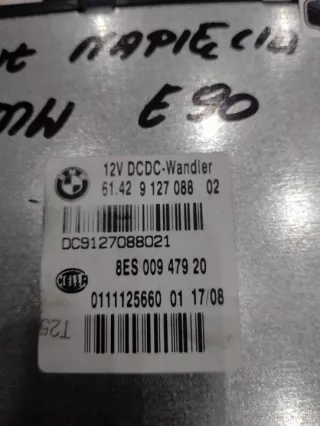 NAPIĘCIA
E90
12V DCDC-Wandler
61.42 9 127 088 02
DC9127088021
8ES 009 479 20
0111125660 01 17/08
T25